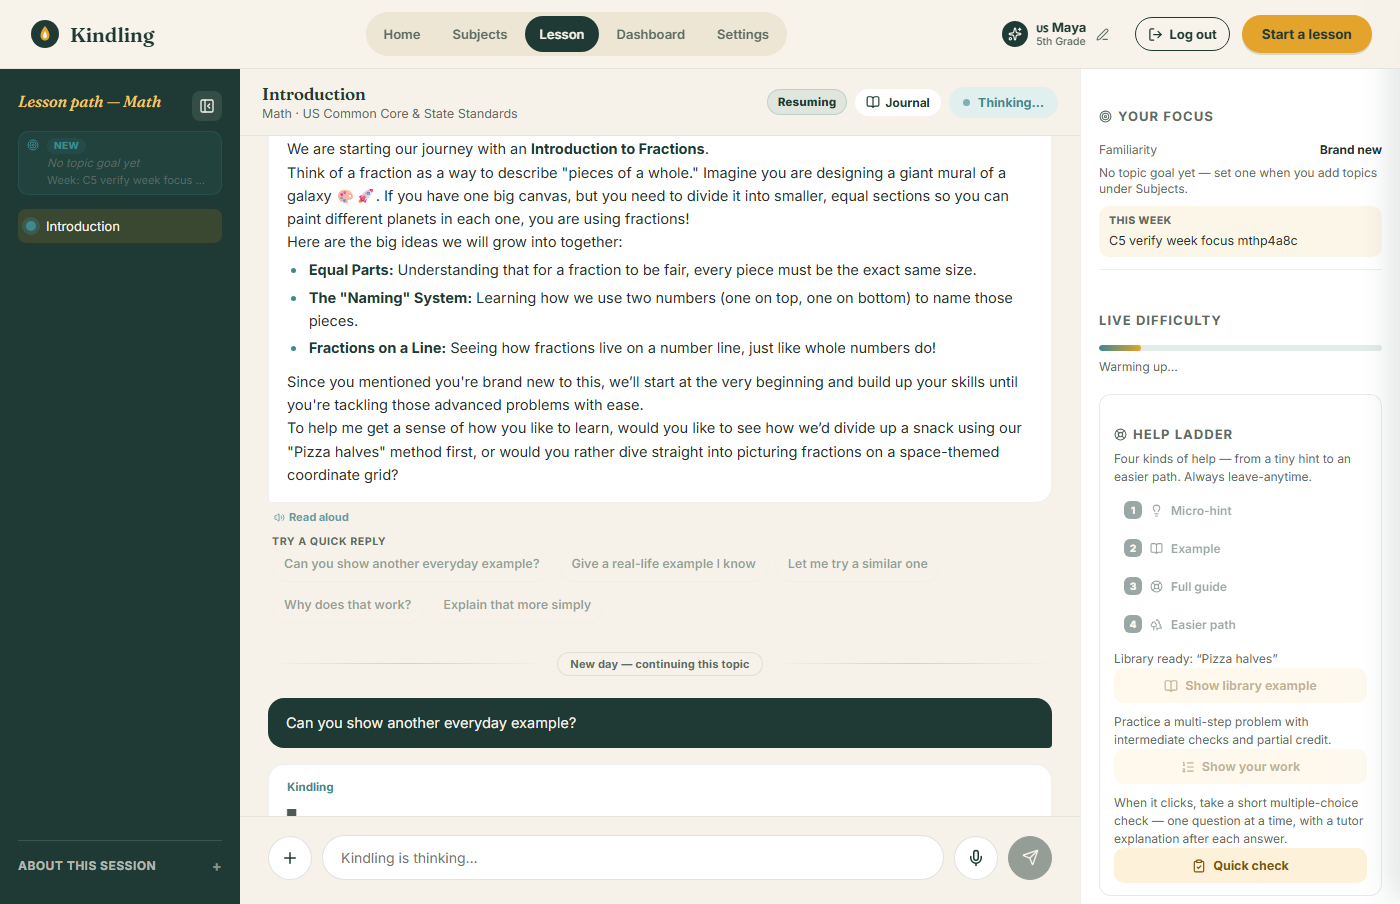 Kindling
Home
Subjects
Lesson
Dashboard
Settings
US Maya
5th Grade
Log out
Start a lesson
Lesson path — Math
NEW
No topic goal yet
Week: C5 verify week focus ...
Introduction
ABOUT THIS SESSION
+
Introduction
Math · US Common Core & State Standards
Resuming
Journal
Thinking...
We are starting our journey with an Introduction to Fractions.
Think of a fraction as a way to describe "pieces of a whole." Imagine you are designing a giant mural of a
galaxy 🎨 🚀. If you have one big canvas, but you need to divide it into smaller, equal sections so you can
paint different planets in each one, you are using fractions!
Here are the big ideas we will grow into together:
• Equal Parts: Understanding that for a fraction to be fair, every piece must be the exact same size.
• The "Naming" System: Learning how we use two numbers (one on top, one on bottom) to name those
pieces.
• Fractions on a Line: Seeing how fractions live on a number line, just like whole numbers do!
Since you mentioned you're brand new to this, we’ll start at the very beginning and build up your skills until
you're tackling those advanced problems with ease.
To help me get a sense of how you like to learn, would you like to see how we’d divide up a snack using our
"Pizza halves" method first, or would you rather dive straight into picturing fractions on a space-themed
coordinate grid?
Read aloud
TRY A QUICK REPLY
Can you show another everyday example?
Give a real-life example I know
Let me try a similar one
Why does that work?
Explain that more simply
New day — continuing this topic
Can you show another everyday example?
Kindling
Kindling is thinking...
YOUR FOCUS
Familiarity
Brand new
No topic goal yet — set one when you add topics
under Subjects.
THIS WEEK
C5 verify week focus mthp4a8c
LIVE DIFFICULTY
Warming up...
HELP LADDER
Four kinds of help — from a tiny hint to an
easier path. Always leave-anytime.
1 Micro-hint
2 Example
3 Full guide
4 Easier path
Library ready: “Pizza halves”
Show library example
Practice a multi-step problem with
intermediate checks and partial credit.
Show your work
When it clicks, take a short multiple-choice
check — one question at a time, with a tutor
explanation after each answer.
Quick check